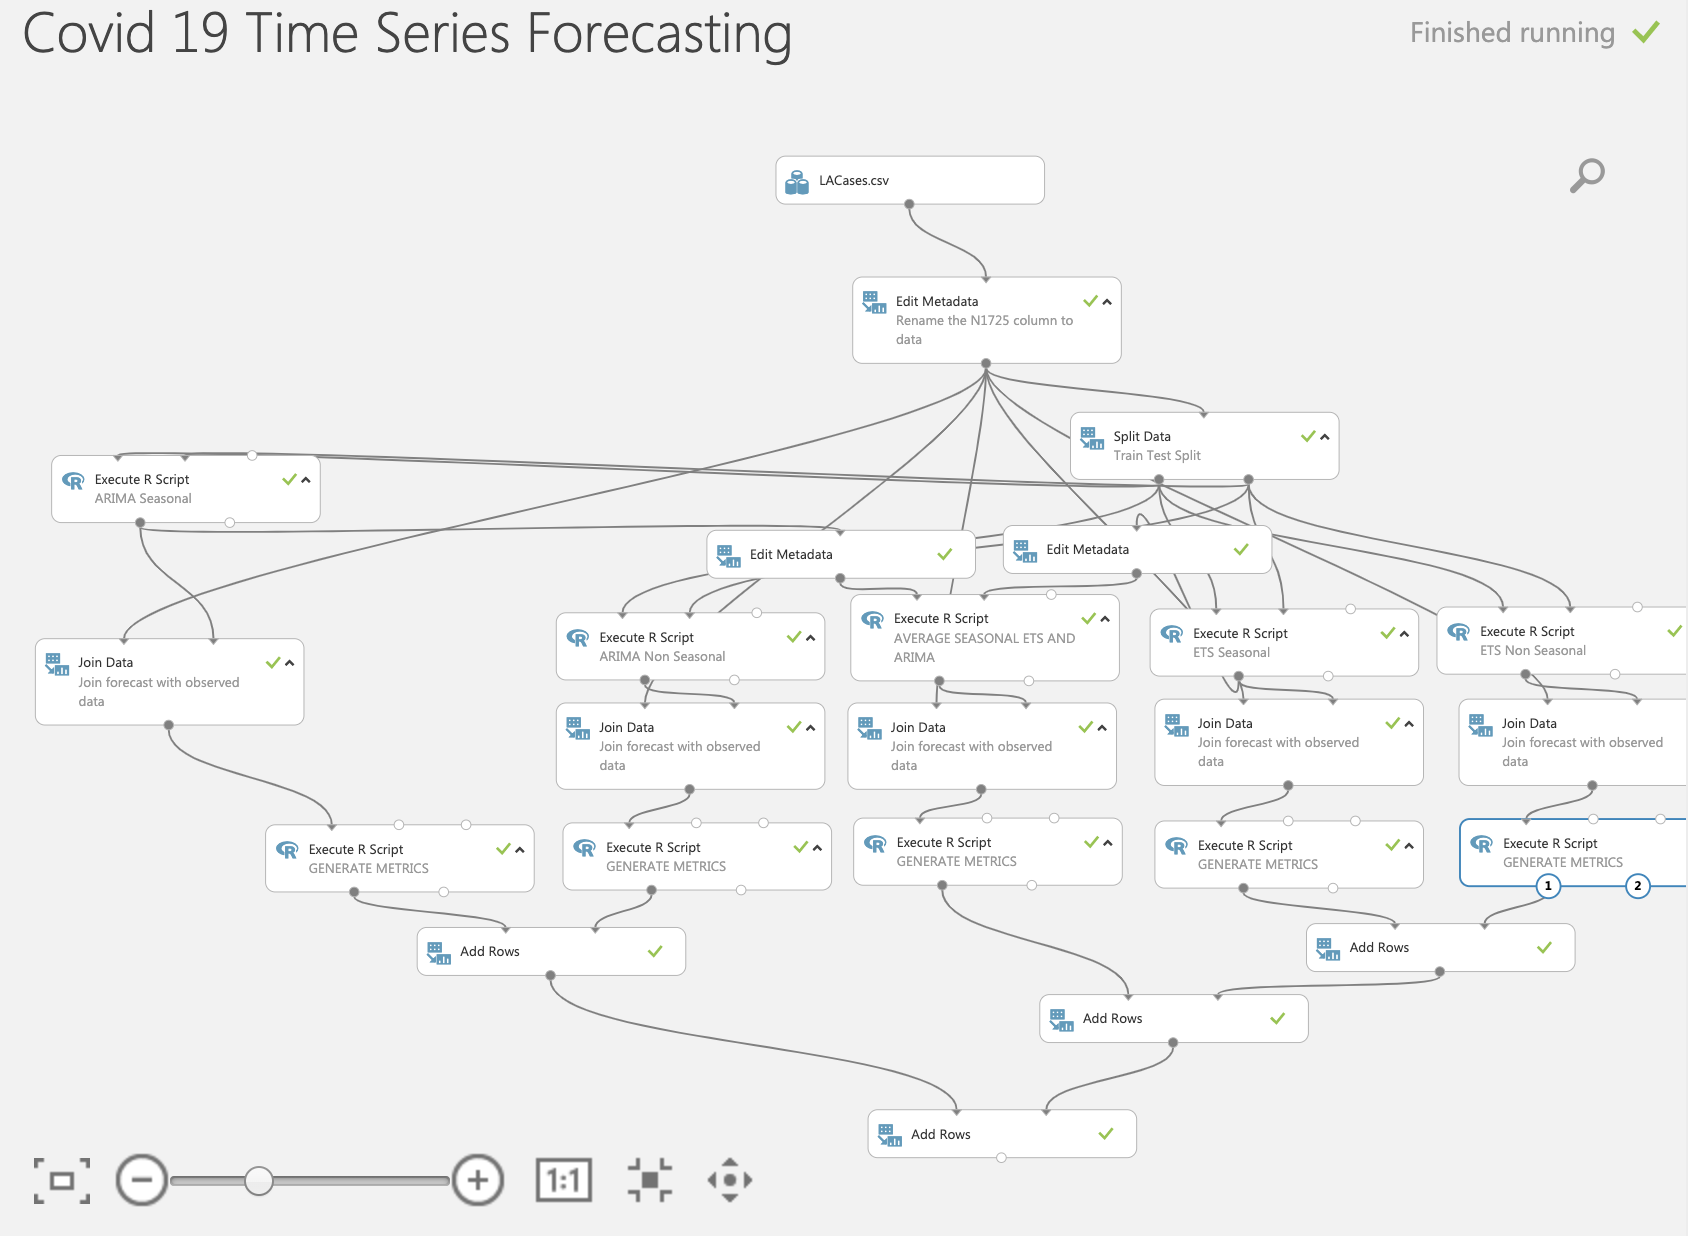 Covid 19 Time Series Forecasting
Finished running
LACases.csv
Edit Metadata
Rename the N1725 column to
data
Split Data
Train Test Split
Execute R Script
ARIMA Seasonal
Edit Metadata
Edit Metadata
Execute R Script
ARIMA Non Seasonal
Execute R Script
AVERAGE SEASONAL ETS AND
ARIMA
Execute R Script
ETS Seasonal
Execute R Script
ETS Non Seasonal
Join Data
Join forecast with observed
data
Join Data
Join forecast with observed
data
Join Data
Join forecast with observed
data
Join Data
Join forecast with observed
data
Join Data
Join forecast with observed
data
Execute R Script
GENERATE METRICS
Execute R Script
GENERATE METRICS
Execute R Script
GENERATE METRICS
Execute R Script
GENERATE METRICS
Execute R Script
GENERATE METRICS
1
2
Add Rows
Add Rows
Add Rows
Add Rows
1:1